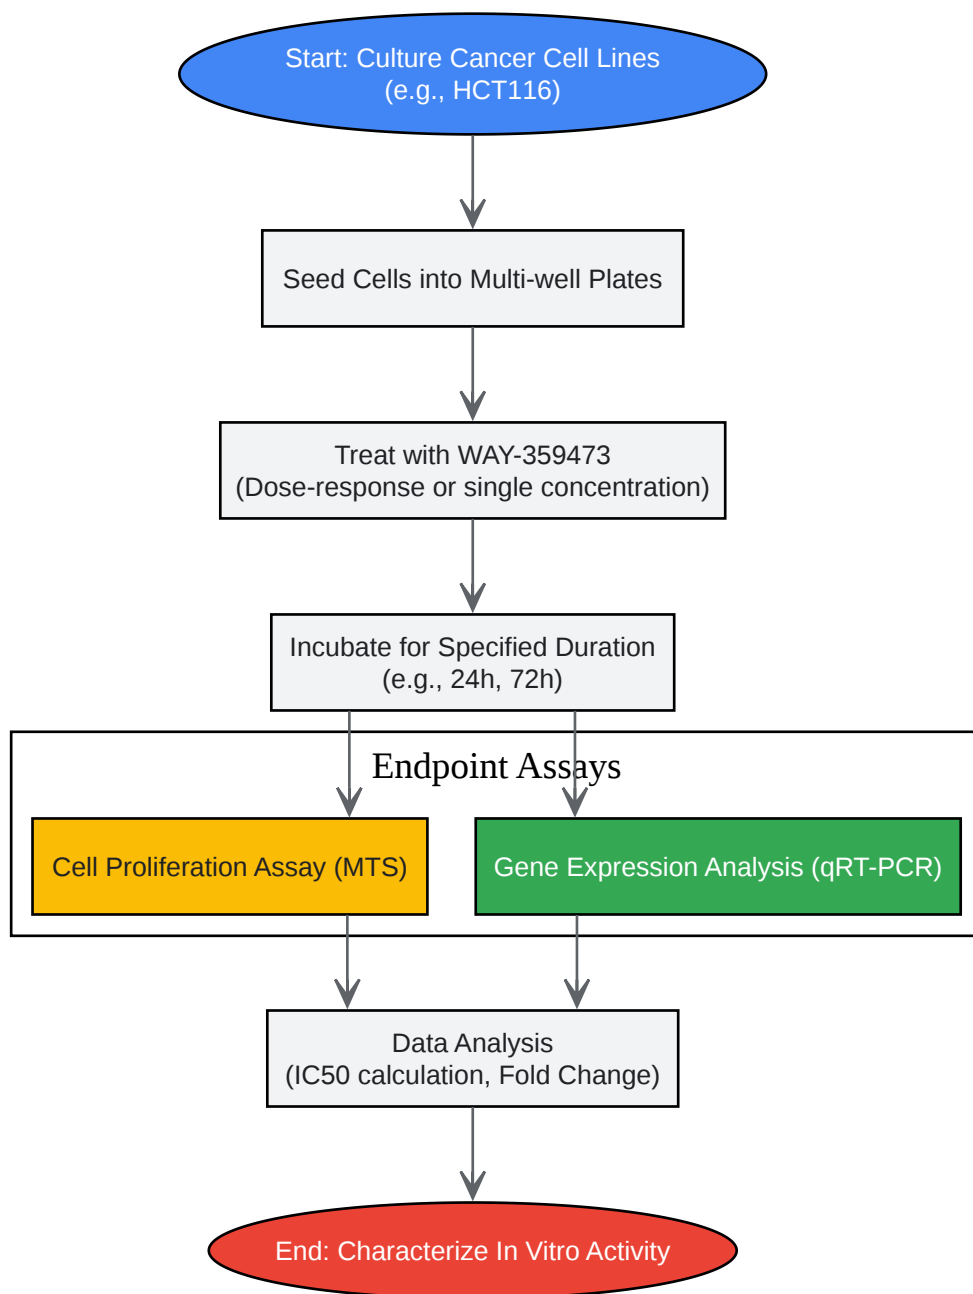 Start: Culture Cancer Cell Lines
(e.g., HCT116)
Seed Cells into Multi-well Plates
Treat with WAY-359473
(Dose-response or single concentration)
Incubate for Specified Duration
(e.g., 24h, 72h)
Endpoint Assays
Cell Proliferation Assay (MTS)
Gene Expression Analysis (qRT-PCR)
Data Analysis
(IC50 calculation, Fold Change)
End: Characterize In Vitro Activity